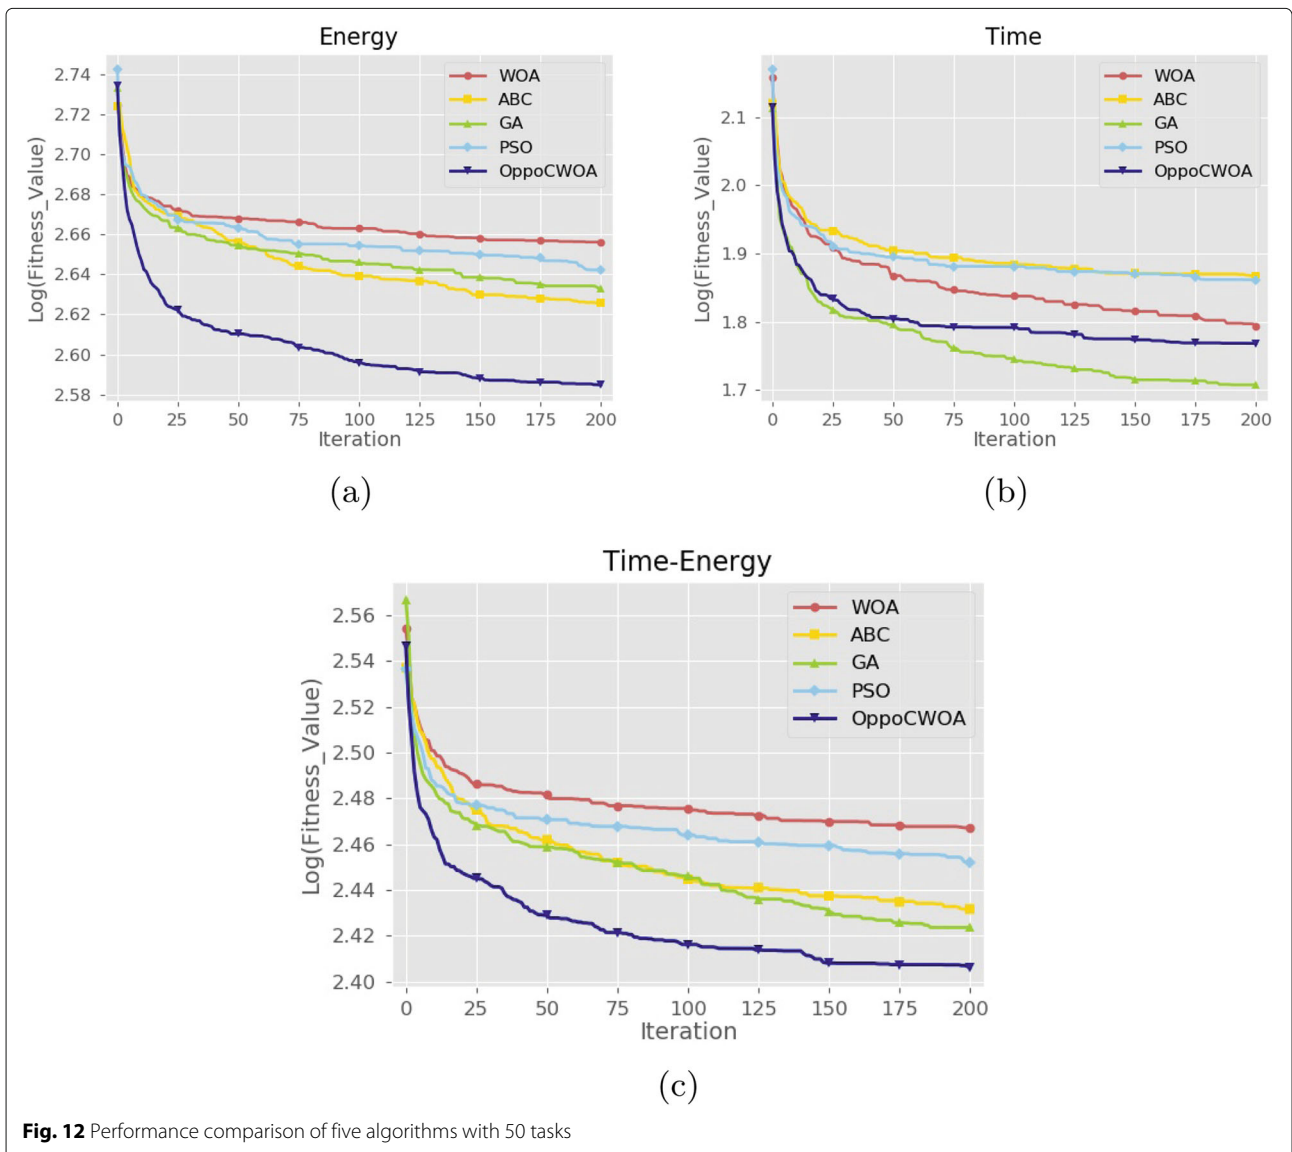 Energy
Log(Fitness_Value)
2.74
2.72
2.70
2.68
2.66
2.64
2.62
2.60
2.58
WOA
ABC
GA
PSO
OppoCWOA
0 25 50 75 100 125 150 175 200
Iteration
(a)
Time
Log(Fitness_Value)
2.1
2.0
1.9
1.8
1.7
WOA
ABC
GA
PSO
OppoCWOA
0 25 50 75 100 125 150 175 200
Iteration
(b)
Time-Energy
Log(Fitness_Value)
2.56
2.54
2.52
2.50
2.48
2.46
2.44
2.42
2.40
WOA
ABC
GA
PSO
OppoCWOA
0 25 50 75 100 125 150 175 200
Iteration
(c)
Fig. 12 Performance comparison of five algorithms with 50 tasks